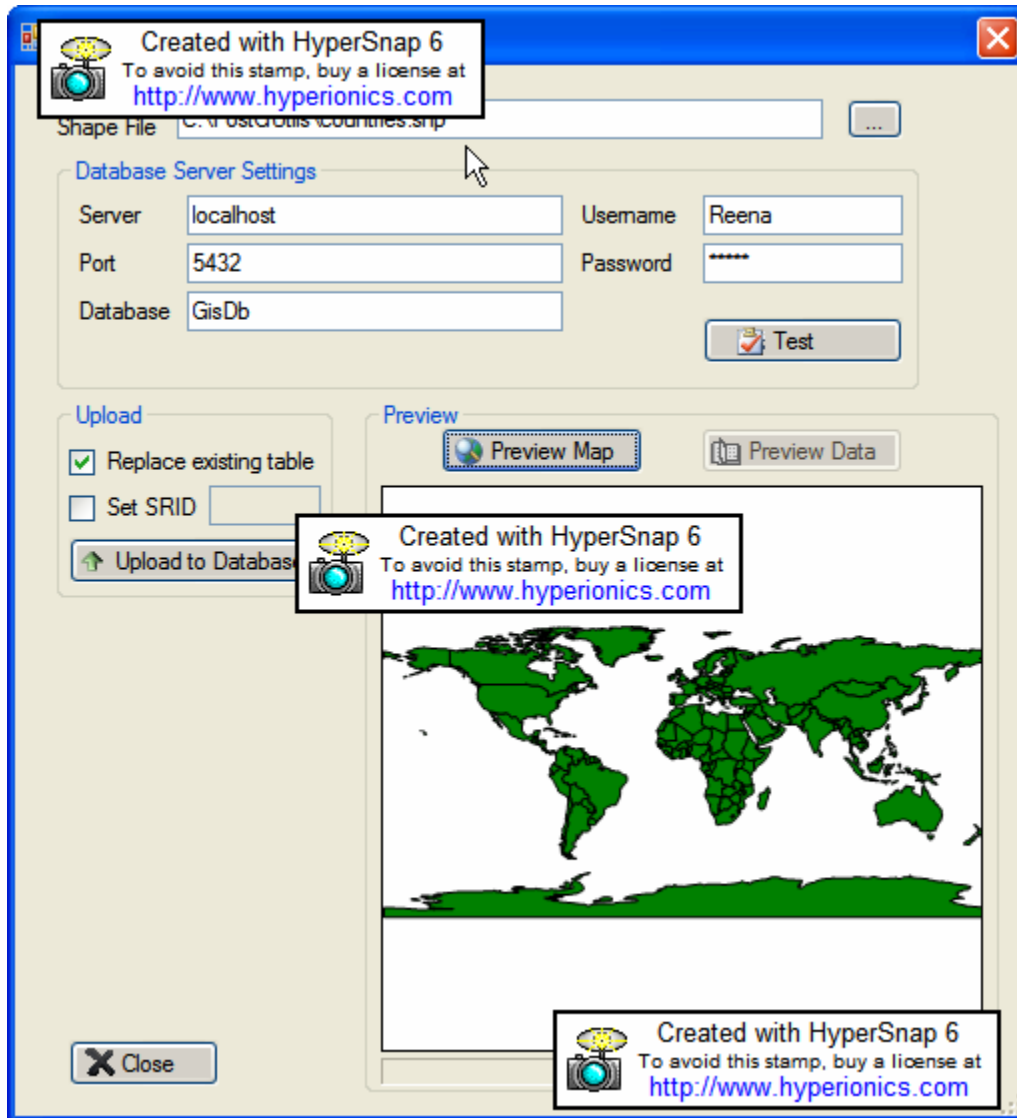 Created with HyperSnap 6
To avoid this stamp, buy a license at
http://www.hyperionics.com
Shape File
...
Database Server Settings
Server localhost Username Reena
Port 5432 Password *****
Database GisDb
Test
Upload
Replace existing table
Set SRID
Upload to Database
Preview
Preview Map Preview Data
Created with HyperSnap 6
To avoid this stamp, buy a license at
http://www.hyperionics.com
Close
Created with HyperSnap 6
To avoid this stamp, buy a license at
http://www.hyperionics.com